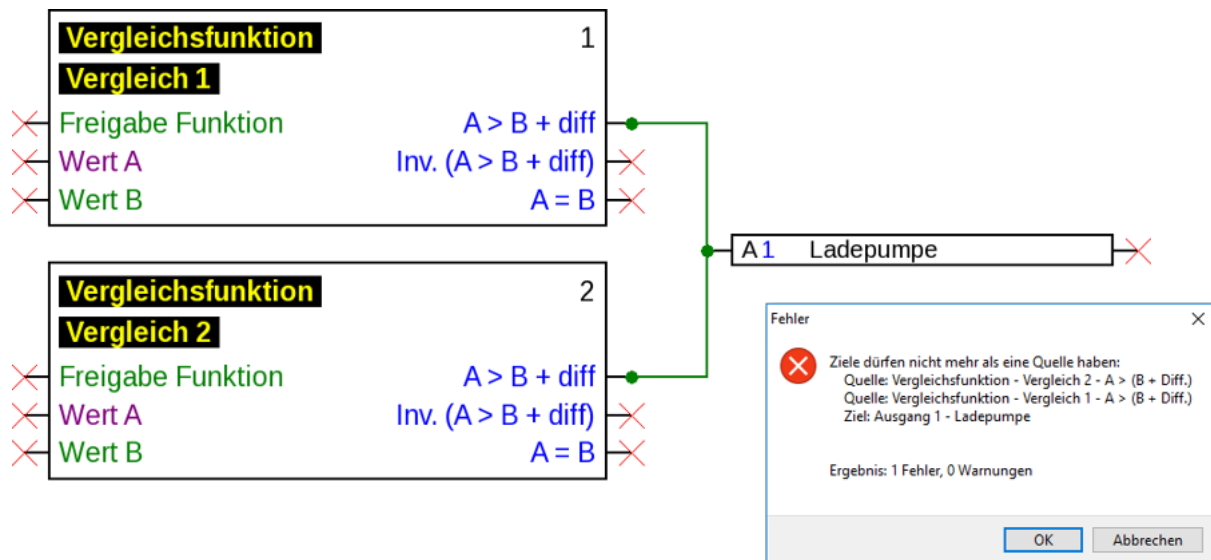 Vergleichsfunktion 1
Vergleich 1
Freigabe Funktion A > B + diff
Wert A Inv. (A > B + diff)
Wert B A = B
A 1 Ladepumpe
Vergleichsfunktion 2
Vergleich 2
Freigabe Funktion A > B + diff
Wert A Inv. (A > B + diff)
Wert B A = B
Fehler
Ziele dürfen nicht mehr als eine Quelle haben:
Quelle: Vergleichsfunktion - Vergleich 2 - A > (B + Diff.)
Quelle: Vergleichsfunktion - Vergleich 1 - A > (B + Diff.)
Ziel: Ausgang 1 - Ladepumpe
Ergebnis: 1 Fehler, 0 Warnungen
OK Abbrechen